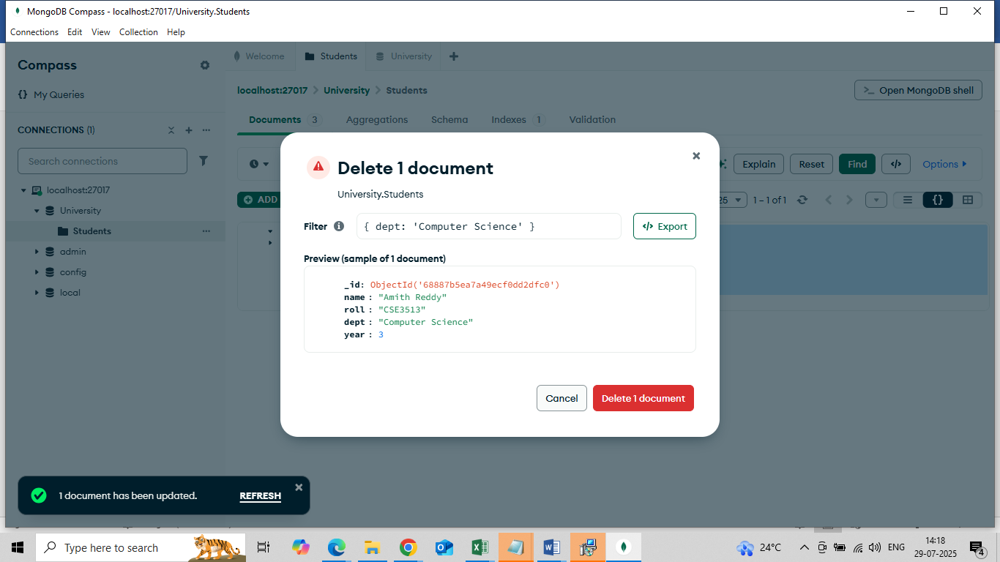 MongoDB Compass - localhost:27017/University.Students
Connections Edit View Collection Help
Compass
Welcome Students University
{} My Queries
localhost:27017 > University > Students
>_ Open MongoDB shell
Documents 3 Aggregations Schema Indexes 1 Validation
CONNECTIONS (1)
Search connections
Explain Reset Find </> Options
ADD
25 1 – 1 of 1
{}
localhost:27017
University
Students
admin
config
local
Delete 1 document
University.Students
Filter { dept: 'Computer Science' } </> Export
Preview (sample of 1 document)
_id: ObjectId('68887b5ea7a49ecf0dd2dfc0')
name : "Amith Reddy"
roll : "CSE3513"
dept : "Computer Science"
year : 3
Cancel Delete 1 document
1 document has been updated. REFRESH
Type here to search
24°C ENG
14:18
29-07-2025
4